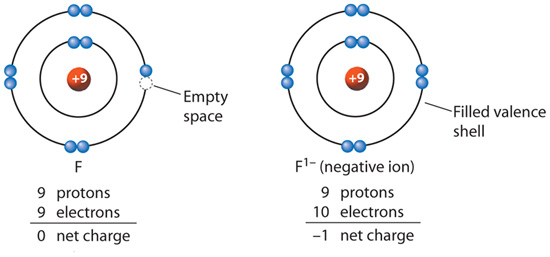 +9
Empty
space
F
9 protons
9 electrons
0 net charge
+9
Filled valence
shell
F1– (negative ion)
9 protons
10 electrons
–1 net charge